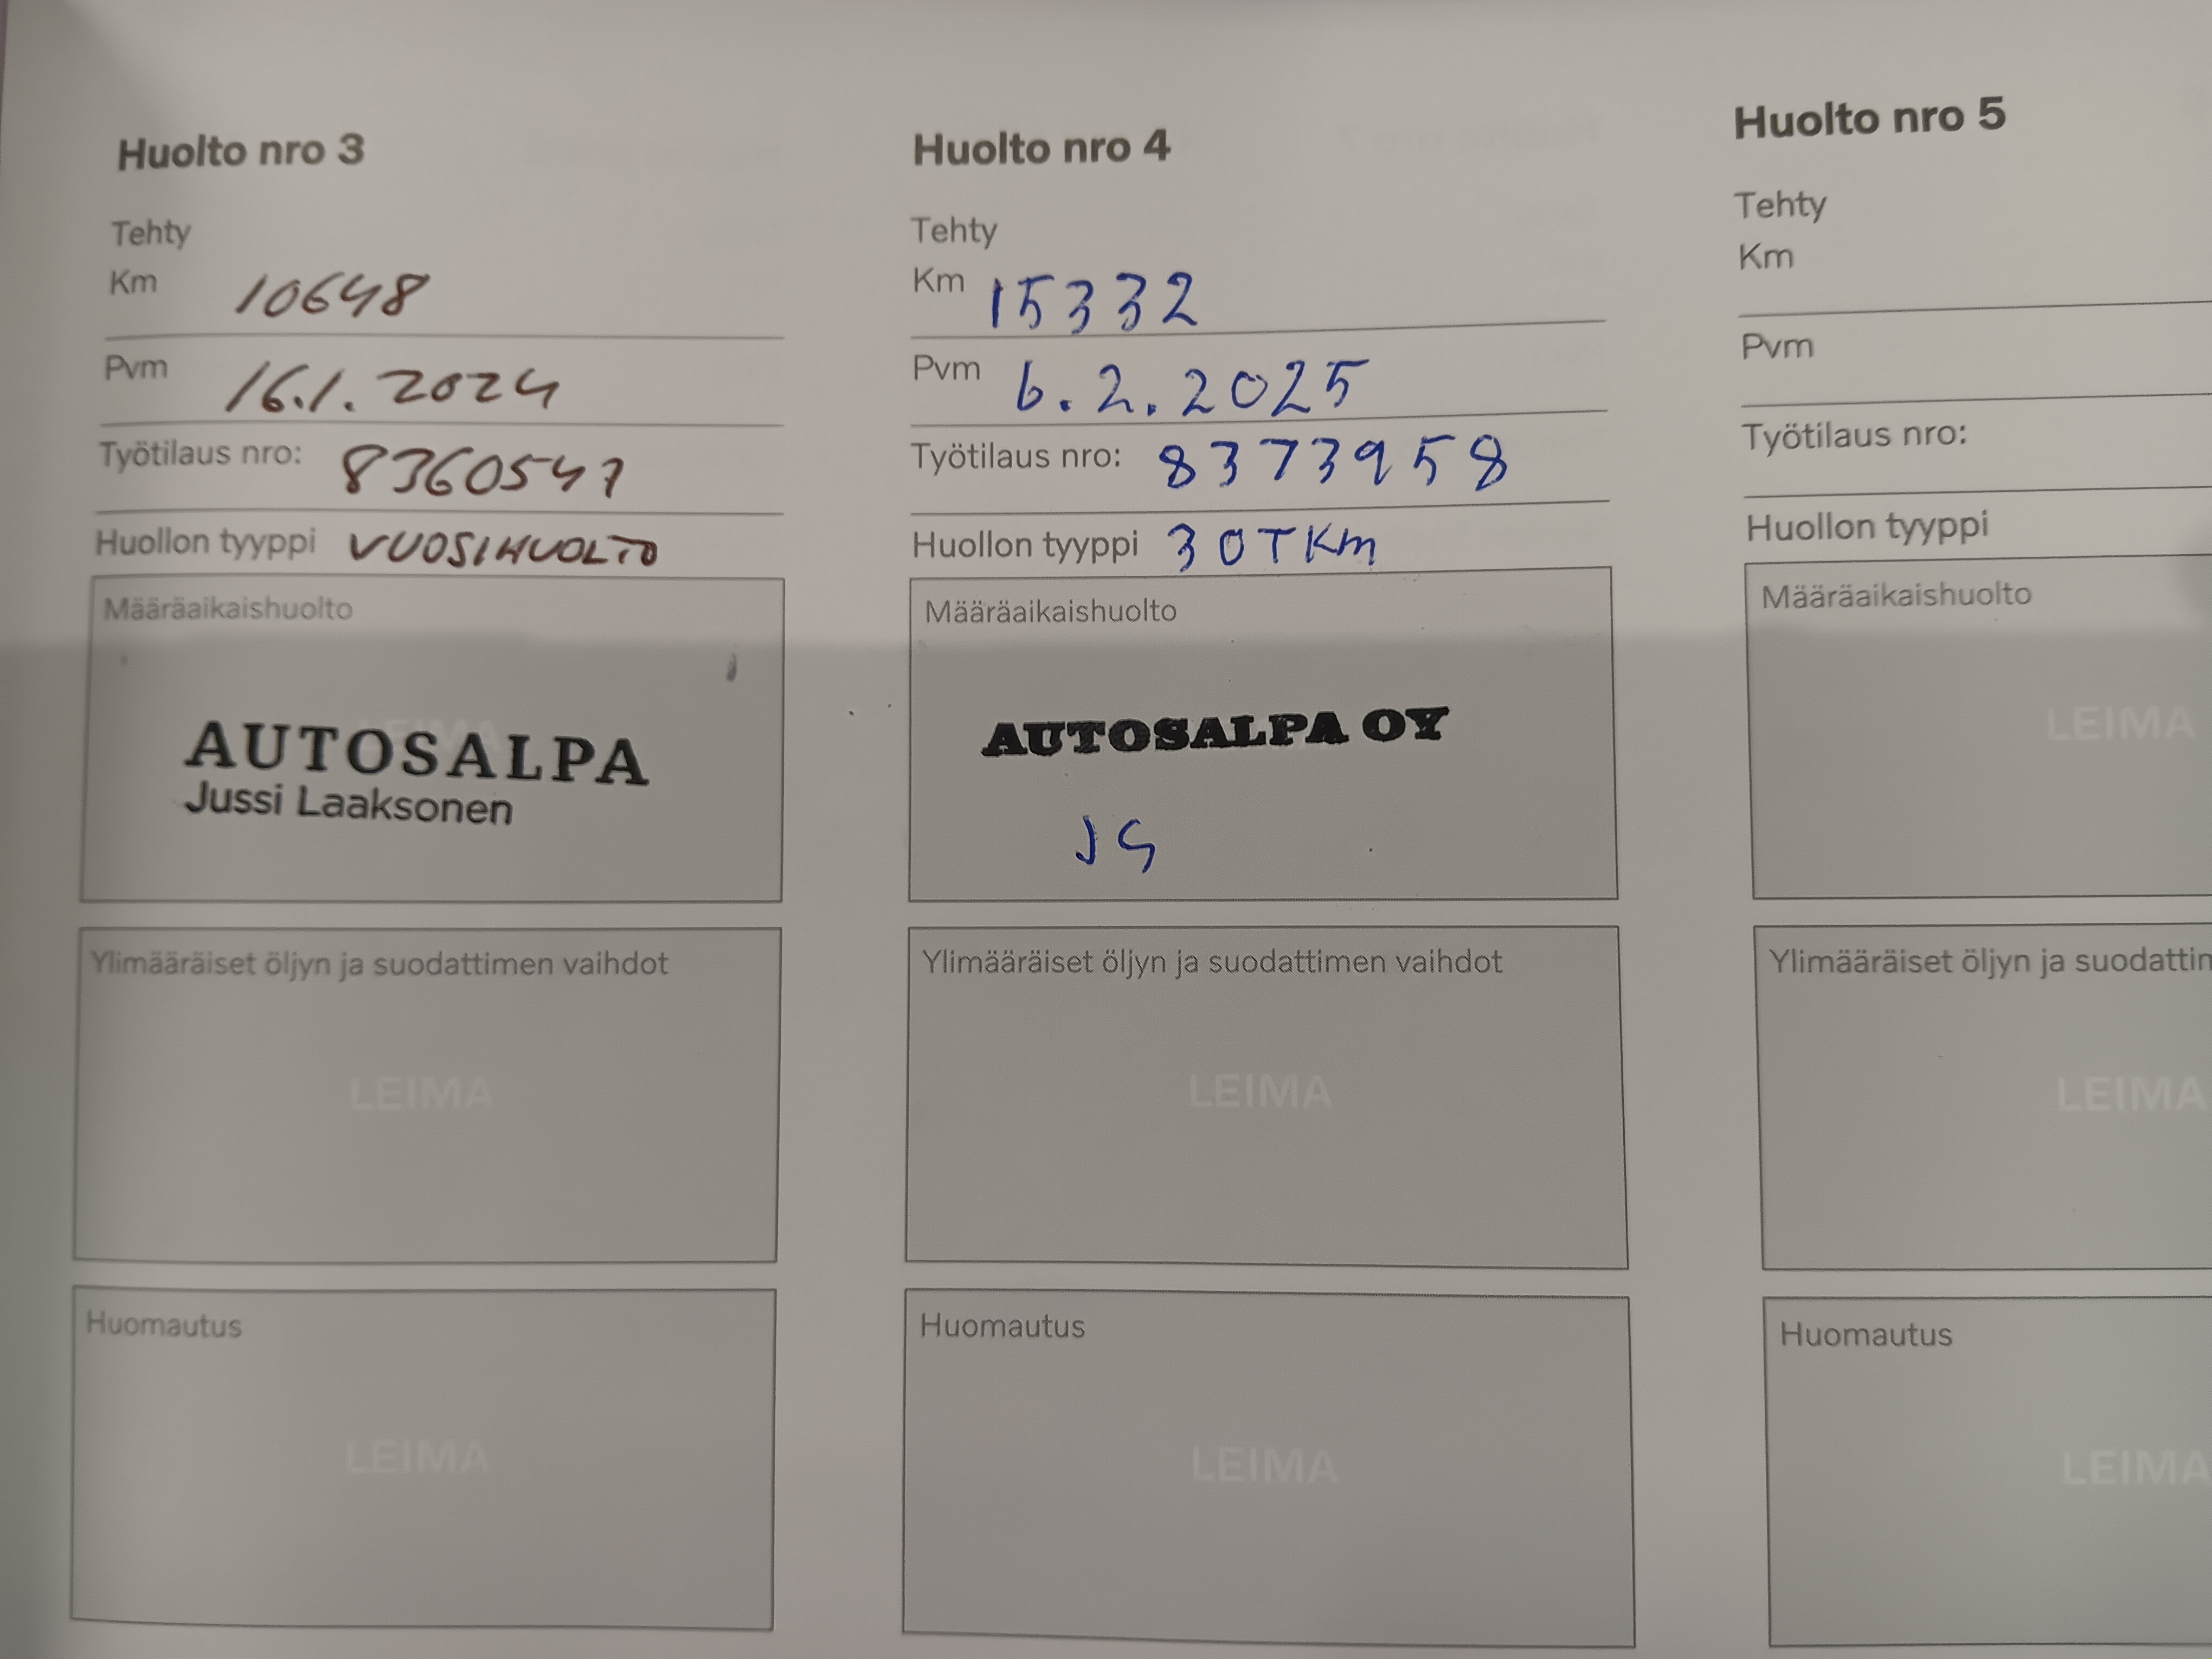 Huolto nro 3
Tehty
Km 10648
Pvm 16.1.2024
Työtilaus nro: 8360547
Huollon tyyppi VUOSIHUOLTO
Määräaikaishuolto
AUTOSALPA
Jussi Laaksonen
Ylimääräiset öljyn ja suodattimen vaihdot
LEIMA
Huomautus
LEIMA
Huolto nro 4
Tehty
Km 15332
Pvm 6.2.2025
Työtilaus nro: 8373958
Huollon tyyppi 30TKm
Määräaikaishuolto
AUTOSALPA OY
JS
Ylimääräiset öljyn ja suodattimen vaihdot
LEIMA
Huomautus
LEIMA
Huolto nro 5
Tehty
Km
Pvm
Työtilaus nro:
Huollon tyyppi
Määräaikaishuolto
LEIMA
Ylimääräiset öljyn ja suodattin
LEIMA
Huomautus
LEIMA